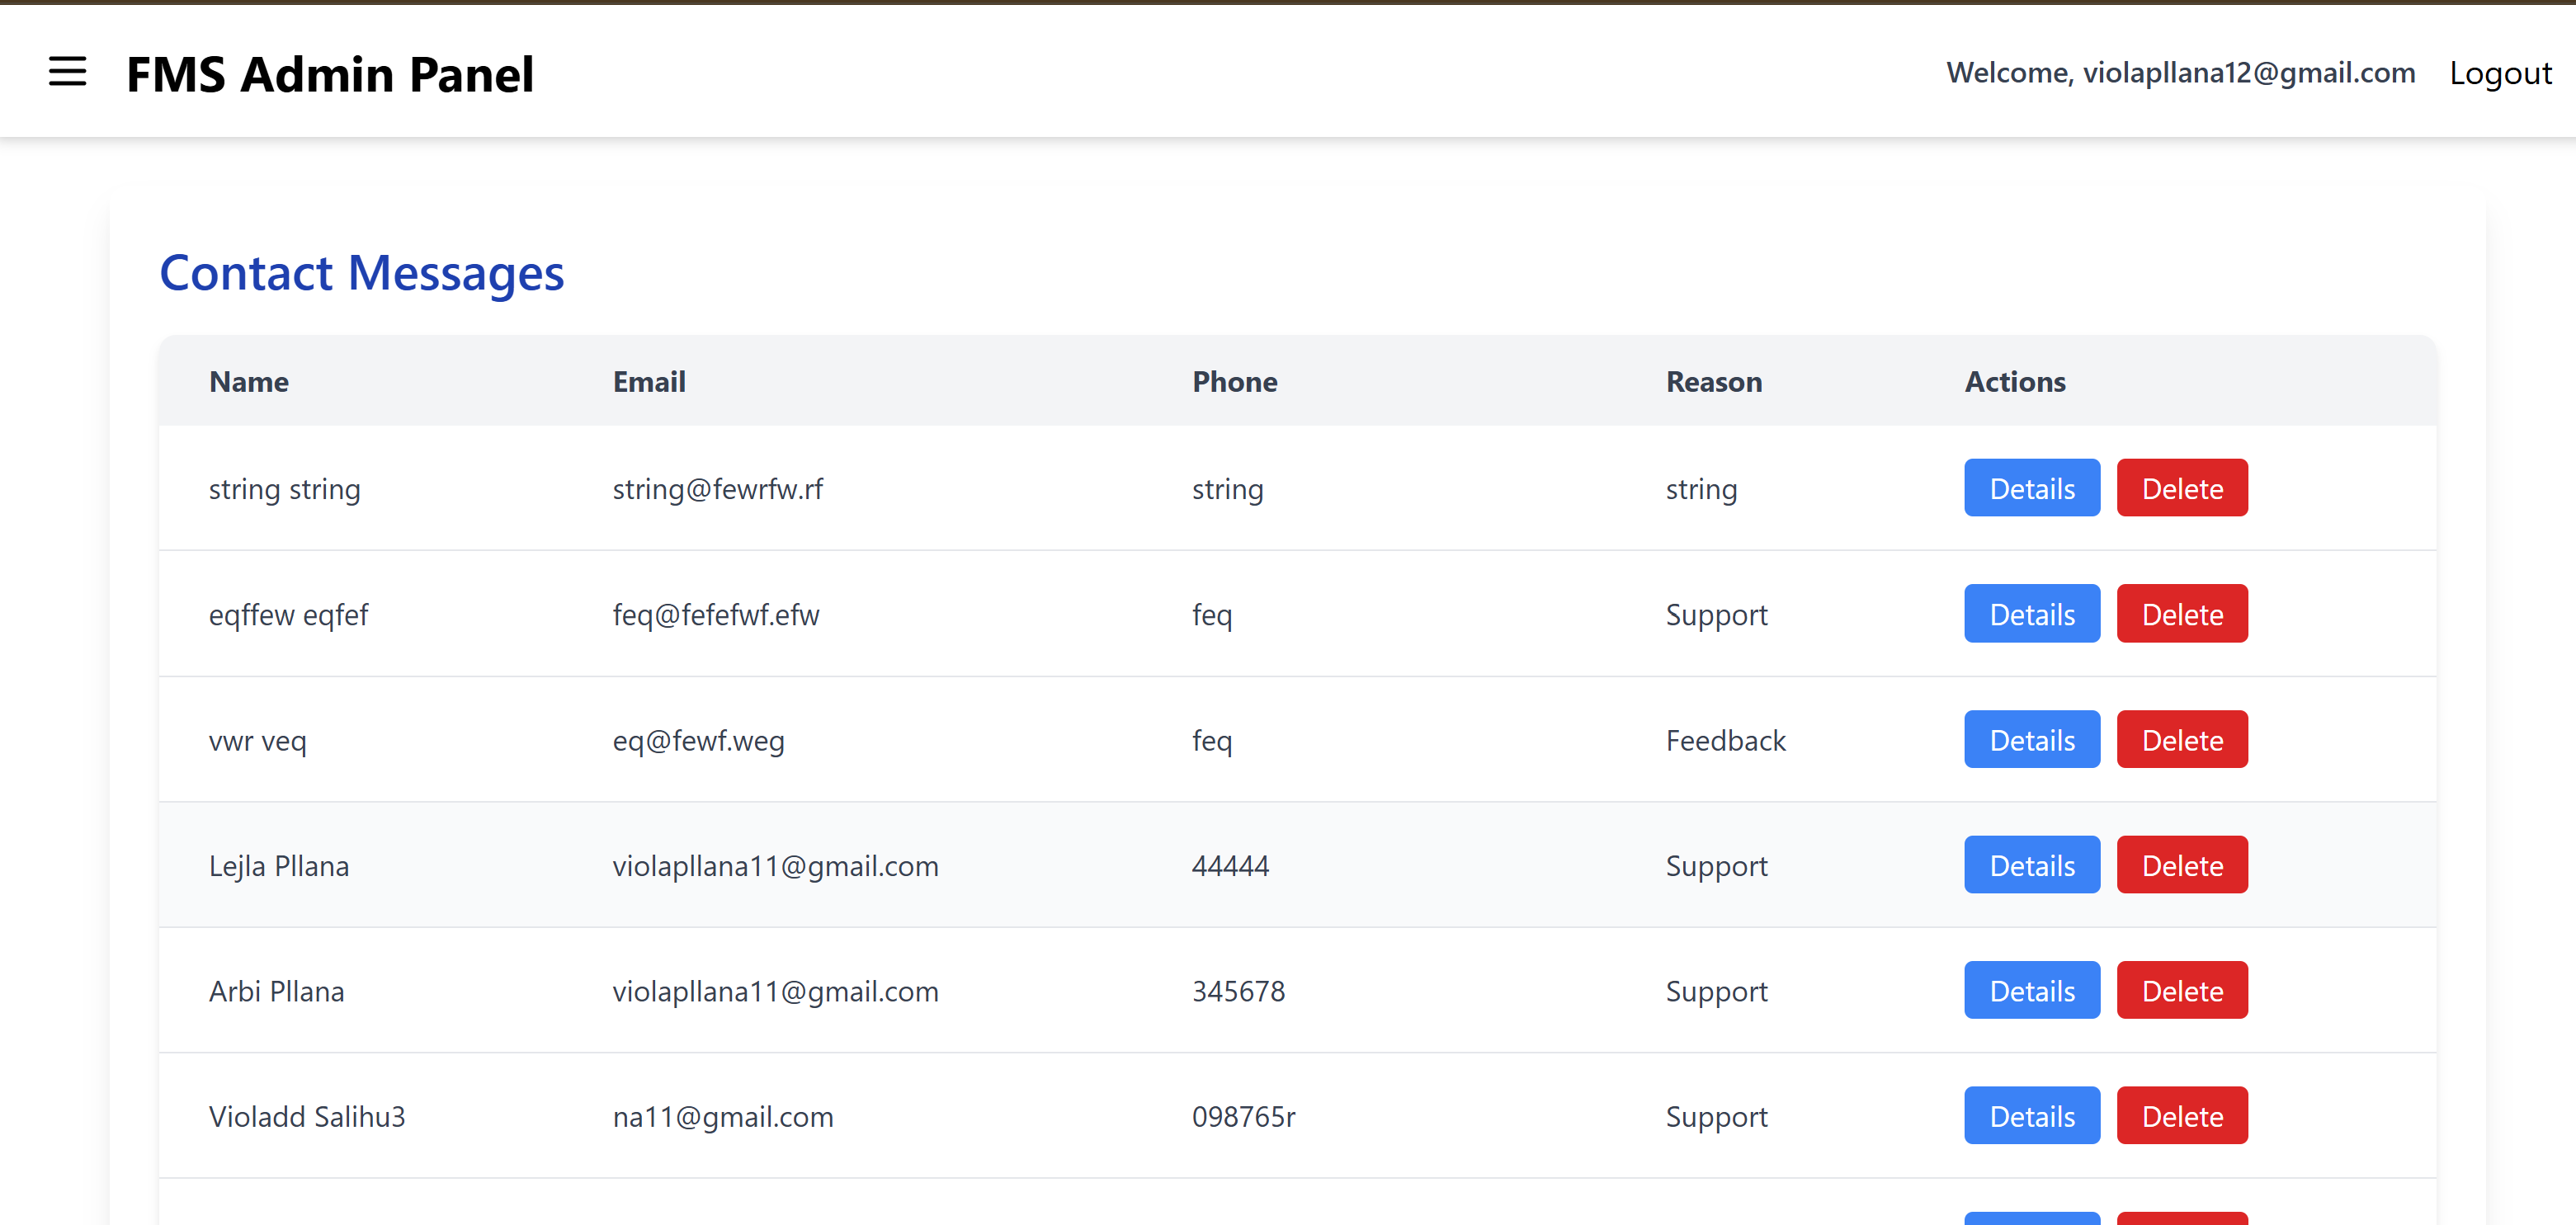 FMS Admin Panel
Welcome, violapllana12@gmail.com Logout
Contact Messages
Name Email Phone Reason Actions
string string string@fewrfw.rf string string Details Delete
eqffew eqfef feq@fefefwf.efw feq Support Details Delete
vwr veq eq@fewf.weg feq Feedback Details Delete
Lejla Pllana violapllana11@gmail.com 44444 Support Details Delete
Arbi Pllana violapllana11@gmail.com 345678 Support Details Delete
Violadd Salihu3 na11@gmail.com 098765r Support Details Delete